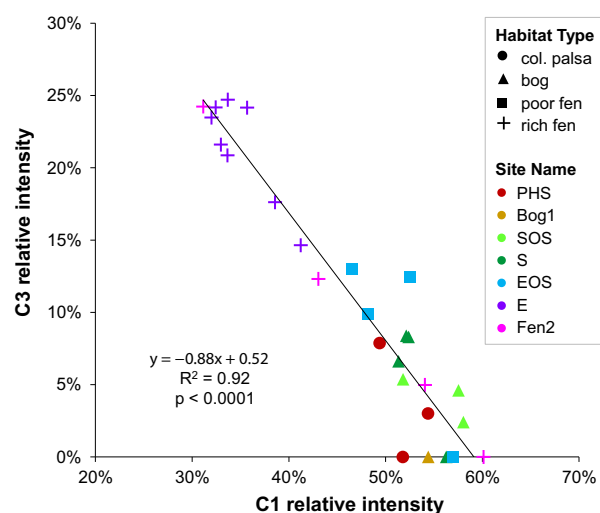 30%
25%
20%
15%
10%
5%
0%
C3 relative intensity
20%
30%
40%
50%
60%
70%
C1 relative intensity
y = −0.88x + 0.52
R² = 0.92
p < 0.0001
Habitat Type
col. palsa
bog
poor fen
rich fen
Site Name
PHS
Bog1
SOS
S
EOS
E
Fen2